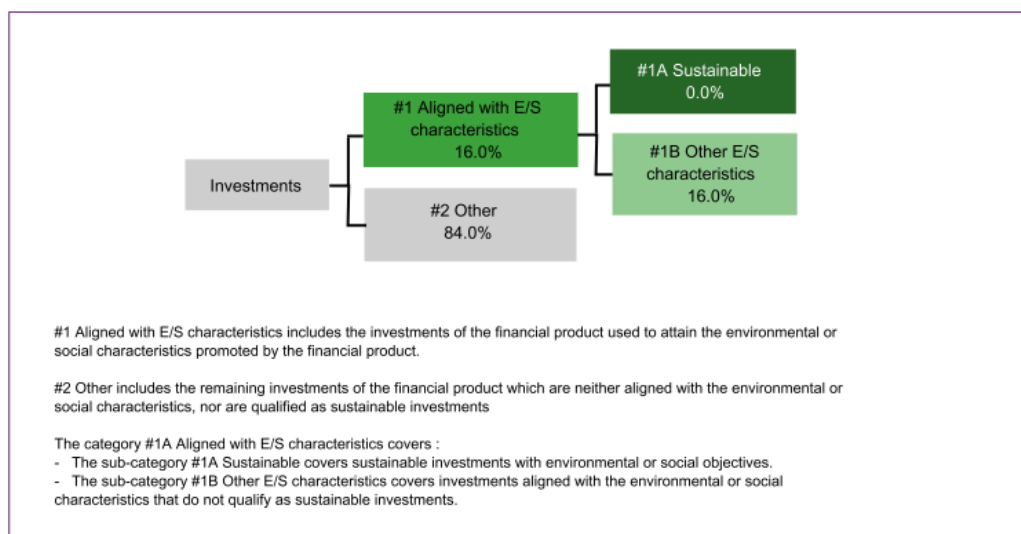 #1A Sustainable
0.0%
#1 Aligned with E/S
characteristics
16.0%
#1B Other E/S
characteristics
16.0%
Investments
#2 Other
84.0%
#1 Aligned with E/S characteristics includes the investments of the financial product used to attain the environmental or
social characteristics promoted by the financial product.
#2 Other includes the remaining investments of the financial product which are neither aligned with the environmental or
social characteristics, nor are qualified as sustainable investments
The category #1A Aligned with E/S characteristics covers :
- The sub-category #1A Sustainable covers sustainable investments with environmental or social objectives.
- The sub-category #1B Other E/S characteristics covers investments aligned with the environmental or social
characteristics that do not qualify as sustainable investments.